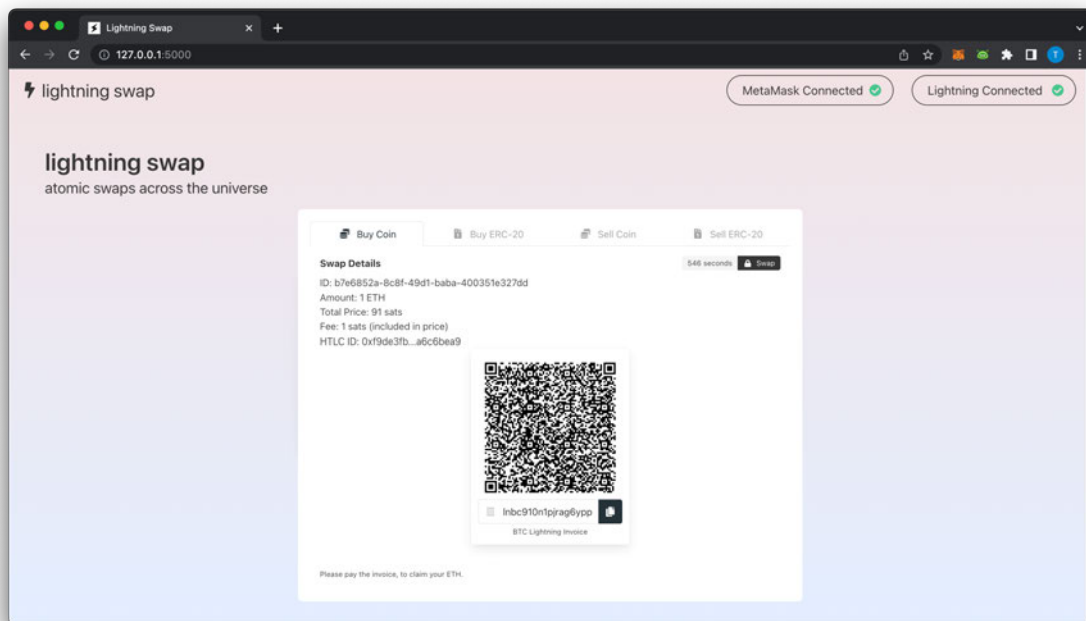 Lightning Swap
127.0.0.1:5000
T
lightning swap
MetaMask Connected
Lightning Connected
lightning swap
atomic swaps across the universe
Buy Coin
Buy ERC-20
Sell Coin
Sell ERC-20
Swap Details
546 seconds
Swap
ID: b7e6852a-8c8f-49d1-baba-400351e327dd
Amount: 1 ETH
Total Price: 91 sats
Fee: 1 sats (included in price)
HTLC ID: 0xf9de3fb...a6c6bea9
lnbc910n1pjrag6ypp
BTC Lightning Invoice
Please pay the invoice, to claim your ETH.